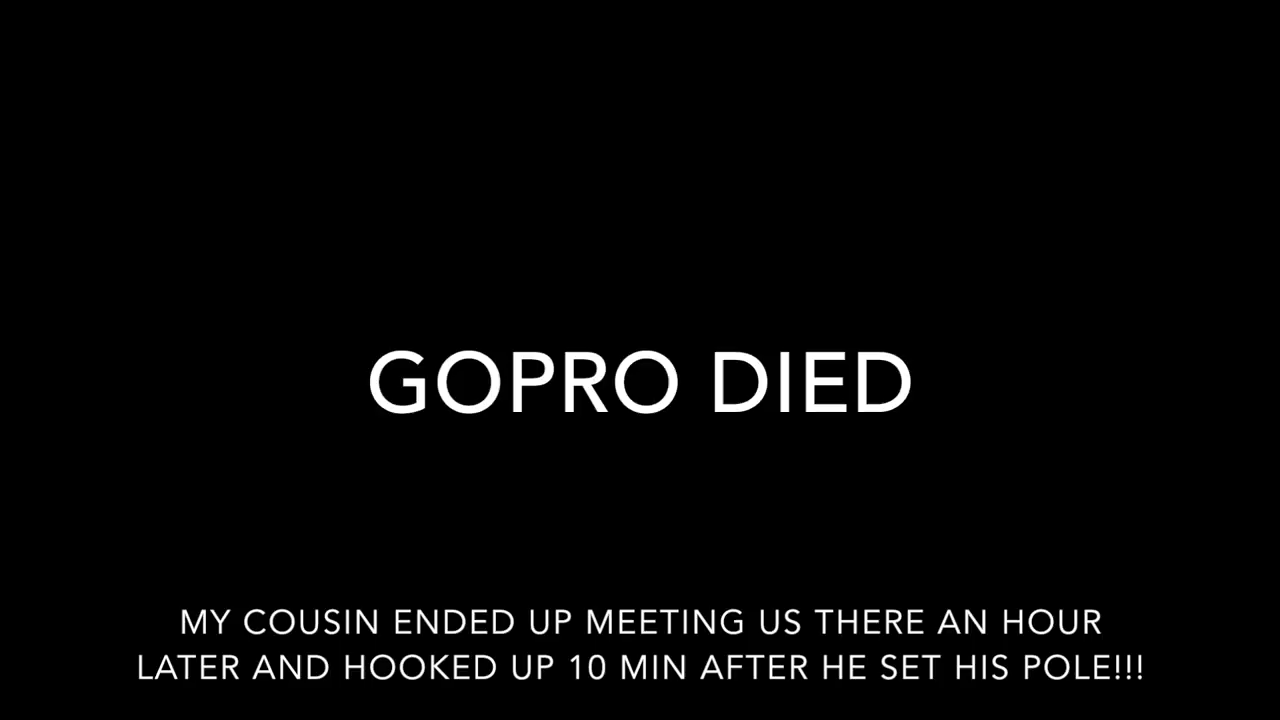 GOPRO DIED
MY COUSIN ENDED UP MEETING US THERE AN HOUR
LATER AND HOOKED UP 10 MIN AFTER HE SET HIS POLE!!!